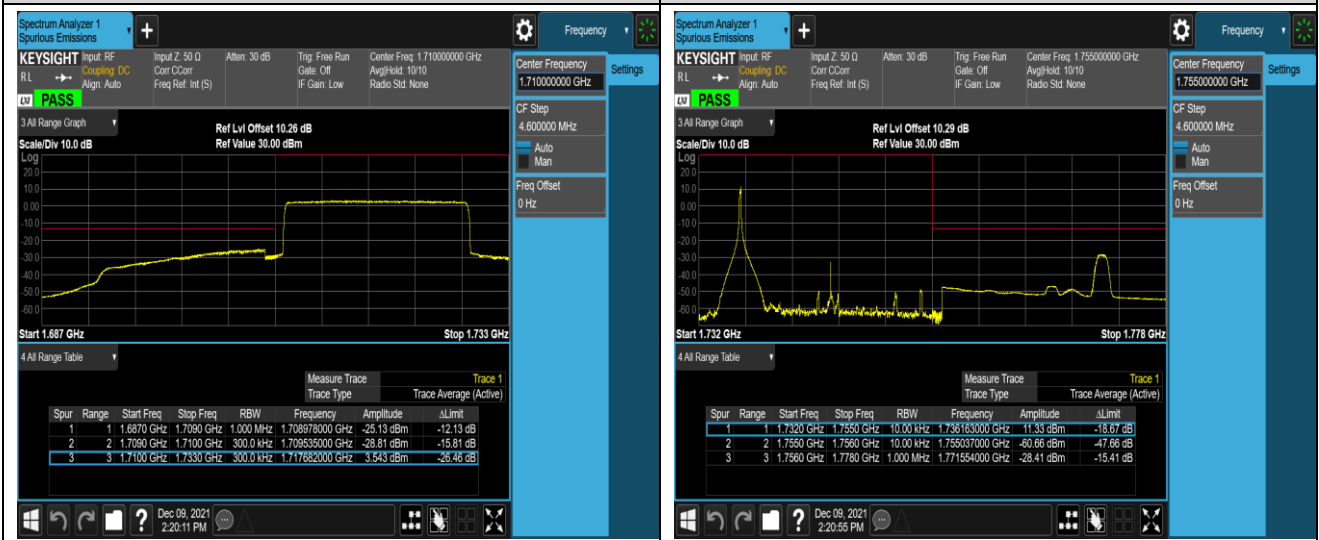 Spectrum Analyzer 1
Spurious Emissions
Frequency
KEYSIGHT Input: RF Input Z: 50 Ω Atten: 30 dB Trig: Free Run Center Freq: 1.710000000 GHz
RL Coupling: DC Corr CCorr Gate: Off Avg|Hold: 10/10
Align: Auto Freq Ref: Int (S) IF Gain: Low Radio Std: None
LXI PASS
Center Frequency
1.710000000 GHz
Settings
CF Step
4.600000 MHz
Auto
Man
Freq Offset
0 Hz
3 All Range Graph
Ref Lvl Offset 10.26 dB
Scale/Div 10.0 dB Ref Value 30.00 dBm
Log
20.0
10.0
0.00
-10.0
-20.0
-30.0
-40.0
-50.0
-60.0
Start 1.687 GHz Stop 1.733 GHz
4 All Range Table
Measure Trace Trace 1
Trace Type Trace Average (Active)
Spur Range Start Freq Stop Freq RBW Frequency Amplitude ΔLimit
1 1 1.6870 GHz 1.7090 GHz 1.000 MHz 1.708978000 GHz -25.13 dBm -12.13 dB
2 2 1.7090 GHz 1.7100 GHz 300.0 kHz 1.709535000 GHz -28.81 dBm -15.81 dB
3 3 1.7100 GHz 1.7330 GHz 300.0 kHz 1.717682000 GHz 3.543 dBm -26.46 dB
Dec 09, 2021
2:20:11 PM
Spectrum Analyzer 1
Spurious Emissions
Frequency
KEYSIGHT Input: RF Input Z: 50 Ω Atten: 30 dB Trig: Free Run Center Freq: 1.755000000 GHz
RL Coupling: DC Corr CCorr Gate: Off Avg|Hold: 10/10
Align: Auto Freq Ref: Int (S) IF Gain: Low Radio Std: None
LXI PASS
Center Frequency
1.755000000 GHz
Settings
CF Step
4.600000 MHz
Auto
Man
Freq Offset
0 Hz
3 All Range Graph
Ref Lvl Offset 10.29 dB
Scale/Div 10.0 dB Ref Value 30.00 dBm
Log
20.0
10.0
0.00
-10.0
-20.0
-30.0
-40.0
-50.0
-60.0
Start 1.732 GHz Stop 1.778 GHz
4 All Range Table
Measure Trace Trace 1
Trace Type Trace Average (Active)
Spur Range Start Freq Stop Freq RBW Frequency Amplitude ΔLimit
1 1 1.7320 GHz 1.7550 GHz 10.00 kHz 1.736163000 GHz 11.33 dBm -18.67 dB
2 2 1.7550 GHz 1.7560 GHz 10.00 kHz 1.755037000 GHz -60.66 dBm -47.66 dB
3 3 1.7560 GHz 1.7780 GHz 1.000 MHz 1.771554000 GHz -28.41 dBm -15.41 dB
Dec 09, 2021
2:20:55 PM